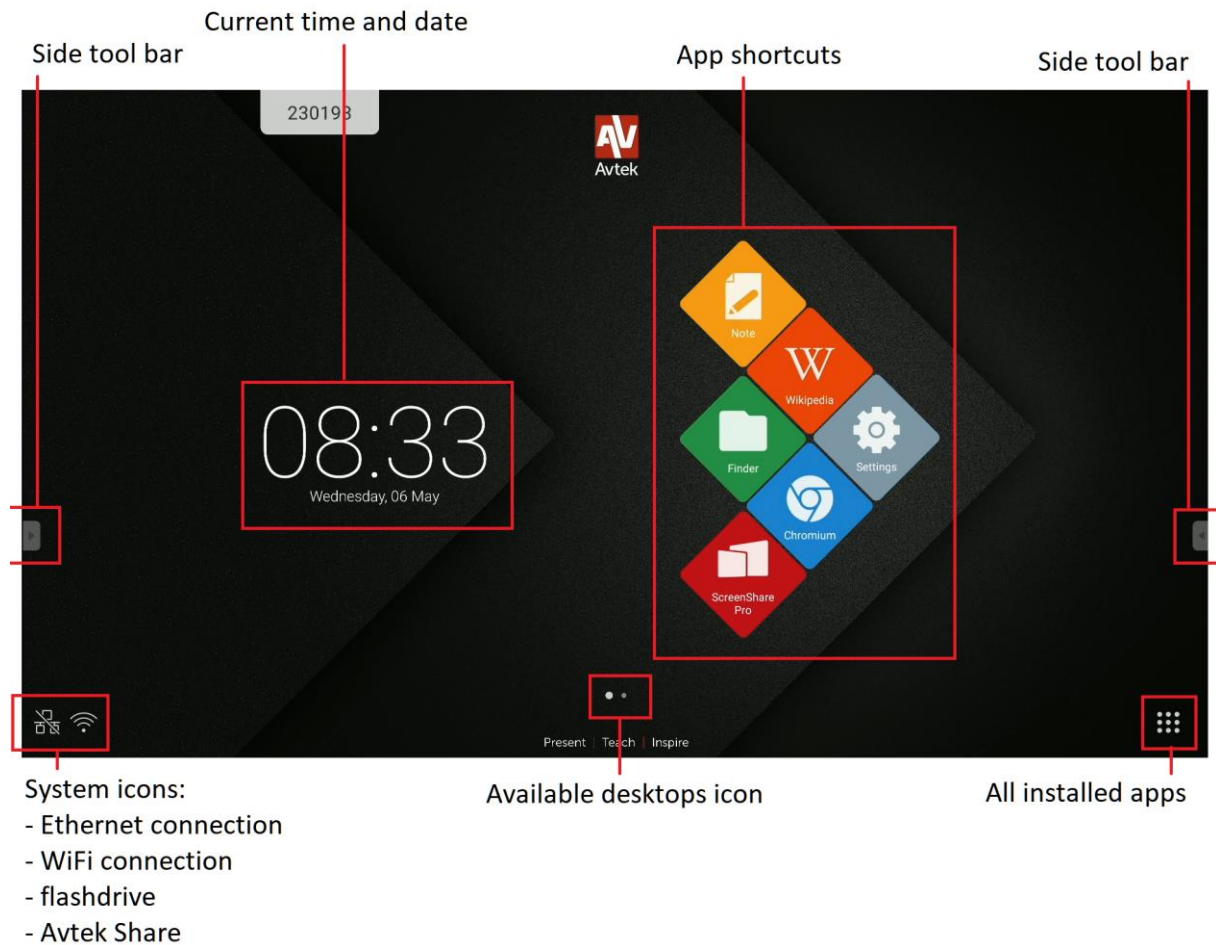 Current time and date
Side tool bar
App shortcuts
Side tool bar
230193
AV
Avtek
Note
W
Wikipedia
08:33
Wednesday, 06 May
Finder
Settings
Chromium
ScreenShare
Pro
Present | Teach | Inspire
System icons:
- Ethernet connection
- WiFi connection
- flashdrive
- Avtek Share
Available desktops icon
All installed apps